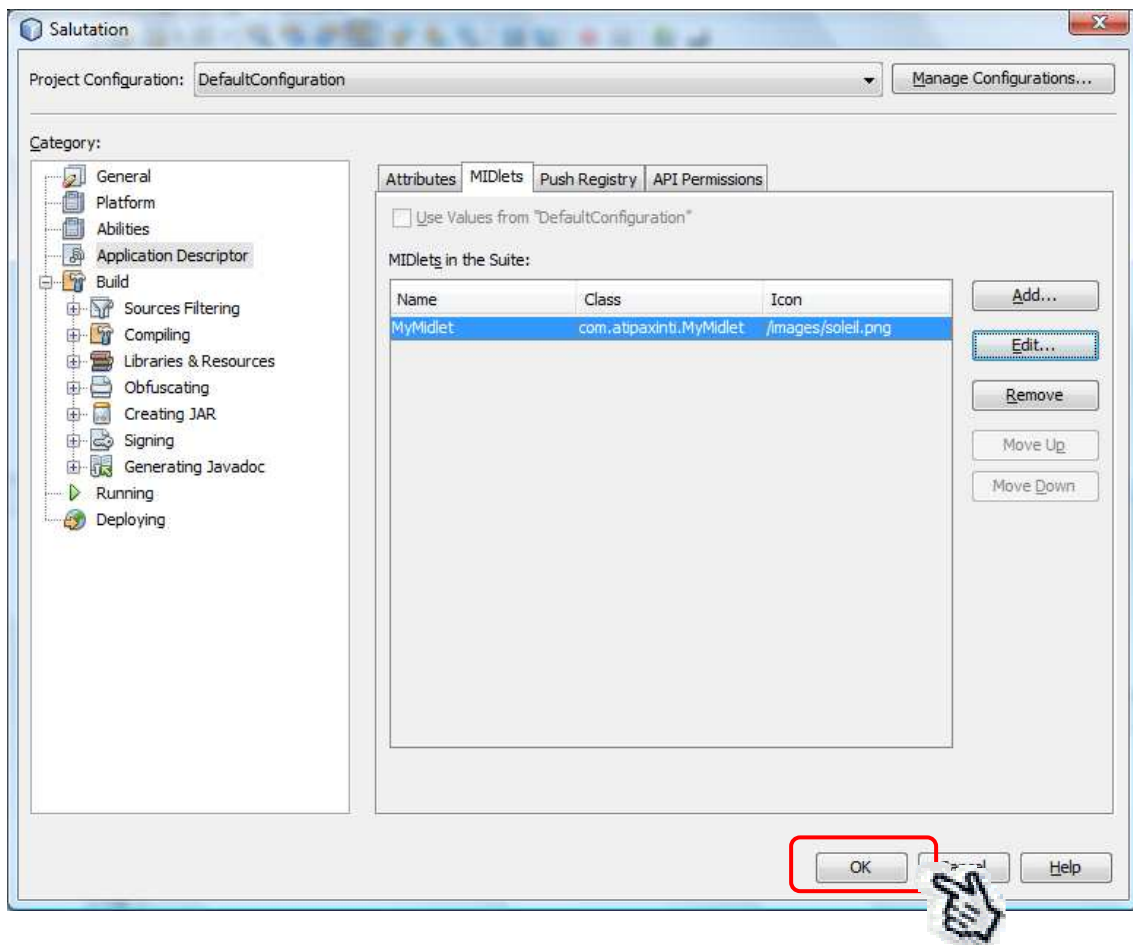 Salutation
Project Configuration: DefaultConfiguration Manage Configurations...
Category:
General
Platform
Abilities
Application Descriptor
Build
Sources Filtering
Compiling
Libraries & Resources
Obfuscating
Creating JAR
Signing
Generating Javadoc
Running
Deploying
Attributes MIDlets Push Registry API Permissions
Use Values from "DefaultConfiguration"
MIDlets in the Suite:
Name Class Icon
MyMidlet com.atipaxinti.MyMidlet /images/soleil.png
Add...
Edit...
Remove
Move Up
Move Down
OK Help